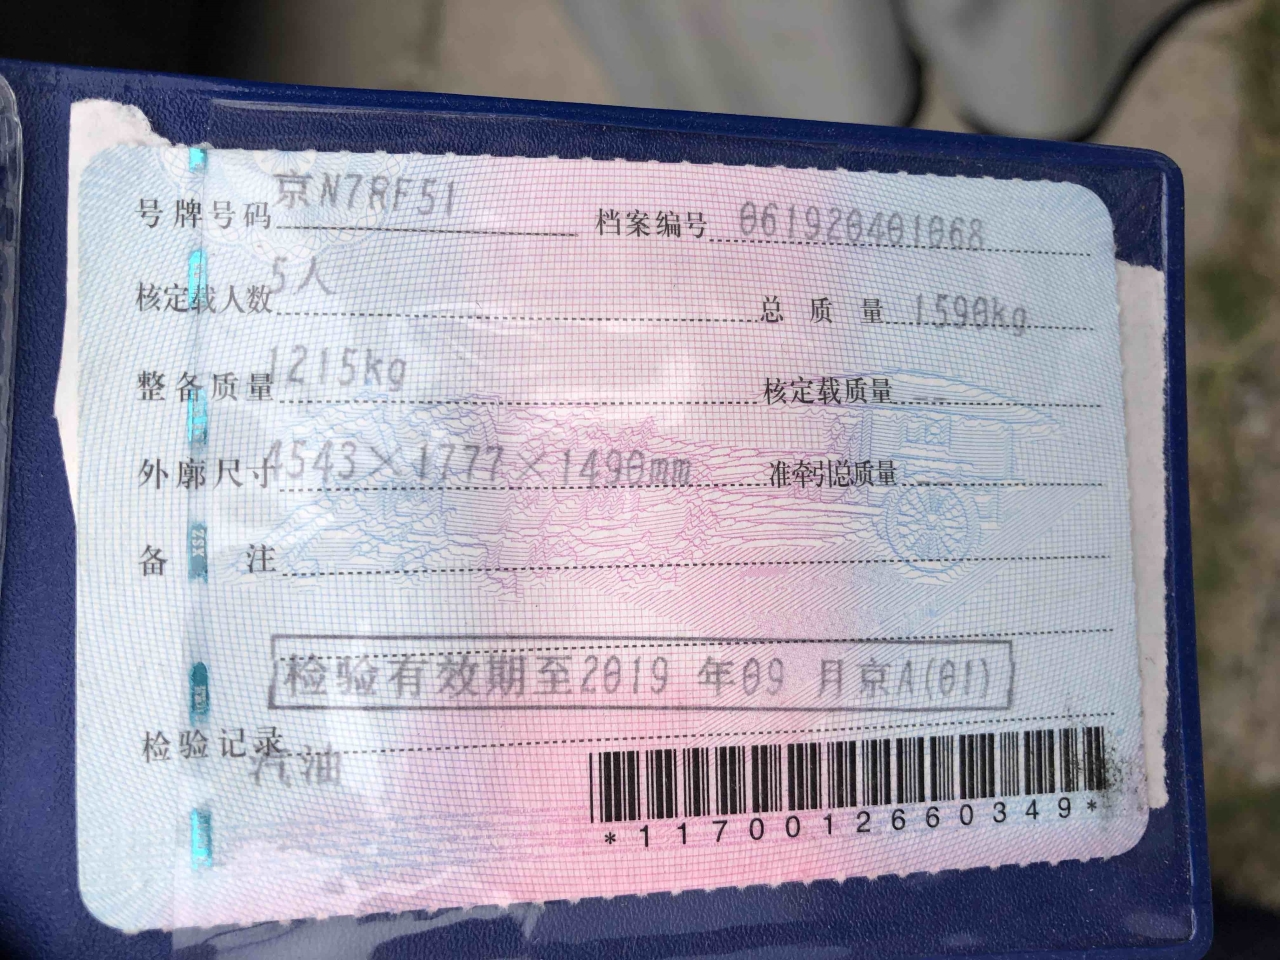 号牌号码 京N7RF51 档案编号 061920401068
核定载人数 5人 总质量 1590kg
整备质量 1215kg 核定载质量 --
外廓尺寸 4543×1777×1490mm 准牵引总质量 --
备注
检验有效期至2019 年09 月京A(01)
检验记录 汽油
*1170012660349*